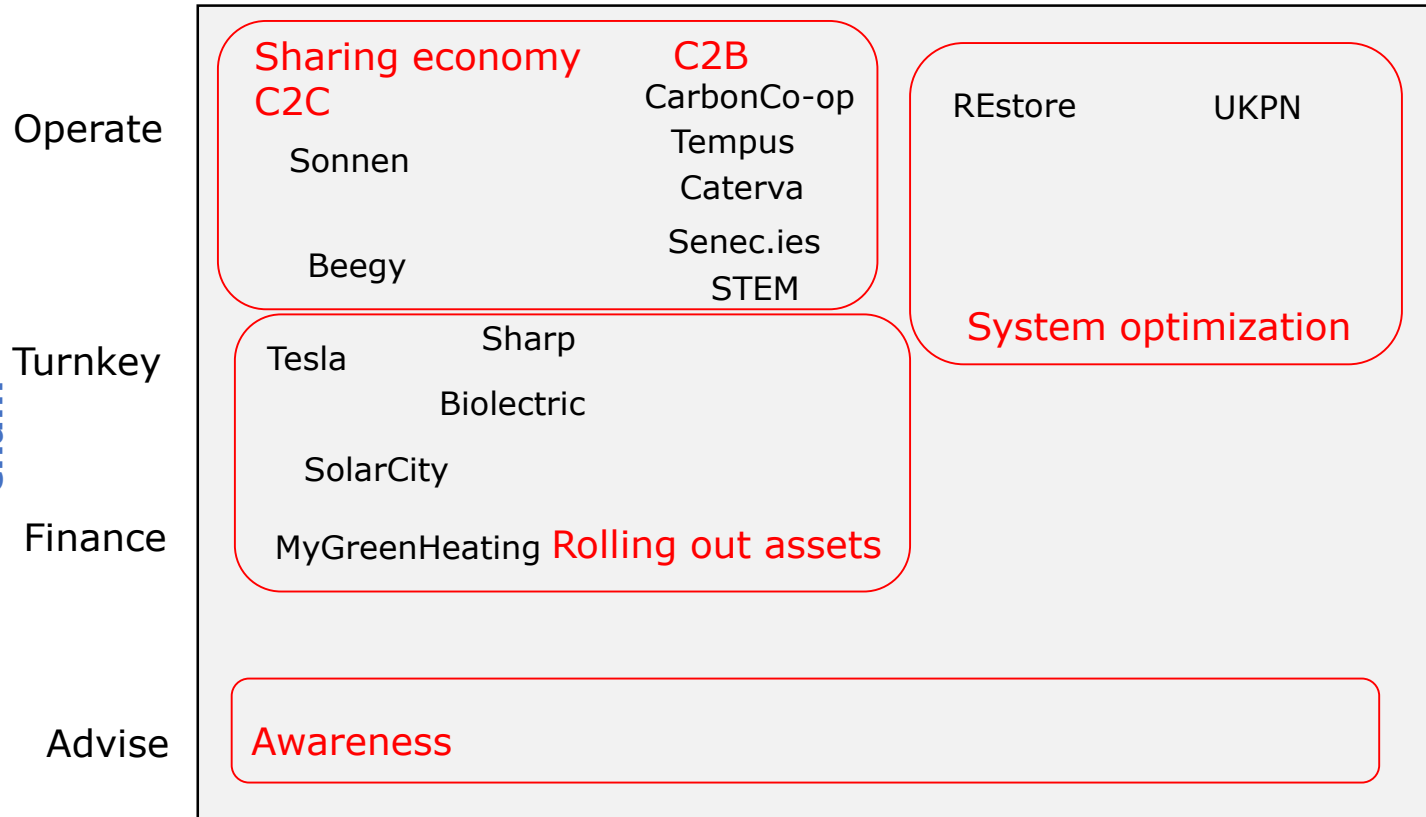 Sharing economy
C2C
C2B
CarbonCo-op
Tempus
Caterva
Senec.ies
STEM
Sonnen
Beegy
REstore
UKPN
System optimization
Operate
Turnkey
Tesla
Sharp
Biolectric
SolarCity
Finance
MyGreenHeating
Rolling out assets
Advise
Awareness